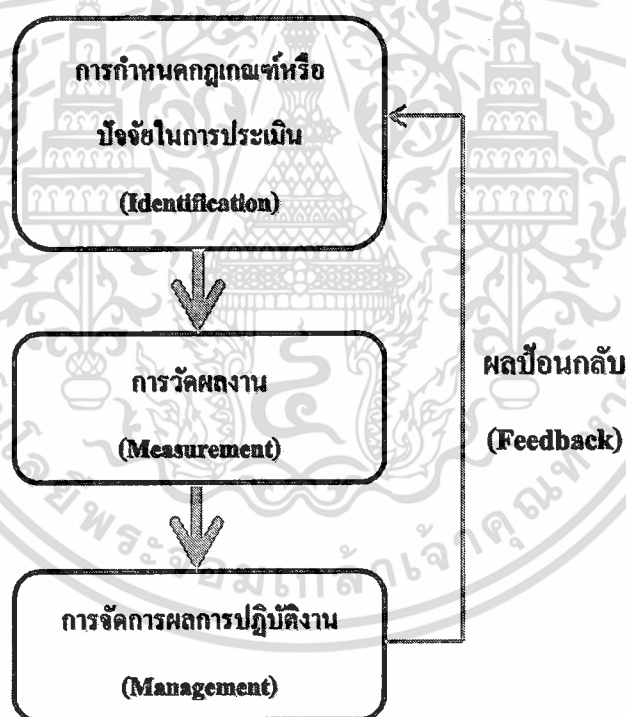 การกำหนดกฎเกณฑ์หรือ
ปัจจัยในการประเมิน
(Identification)
การวัดผลงาน
(Measurement)
ผลป้อนกลับ
(Feedback)
การจัดการผลการปฏิบัติงาน
(Management)